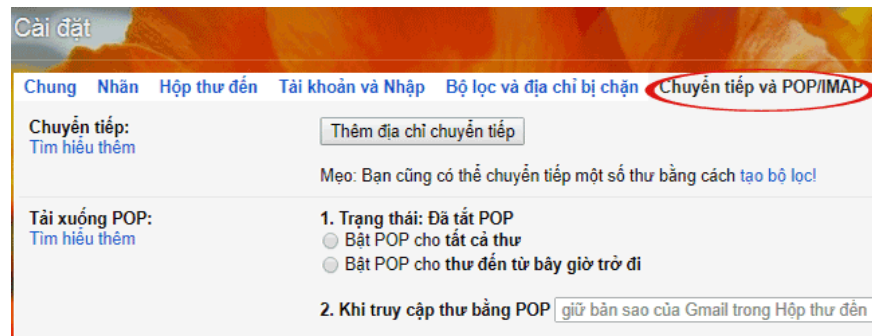 Cài đặt
Chung Nhãn Hộp thư đến Tài khoản và Nhập Bộ lọc và địa chỉ bị chặn Chuyển tiếp và POP/IMAP
Chuyển tiếp: Thêm địa chỉ chuyển tiếp
Tìm hiểu thêm
Mẹo: Bạn cũng có thể chuyển tiếp một số thư bằng cách tạo bộ lọc!
Tải xuống POP: 1. Trạng thái: Đã tắt POP
Tìm hiểu thêm Bật POP cho tất cả thư
Bật POP cho thư đến từ bây giờ trở đi
2. Khi truy cập thư bằng POP giữ bản sao của Gmail trong Hộp thư đến